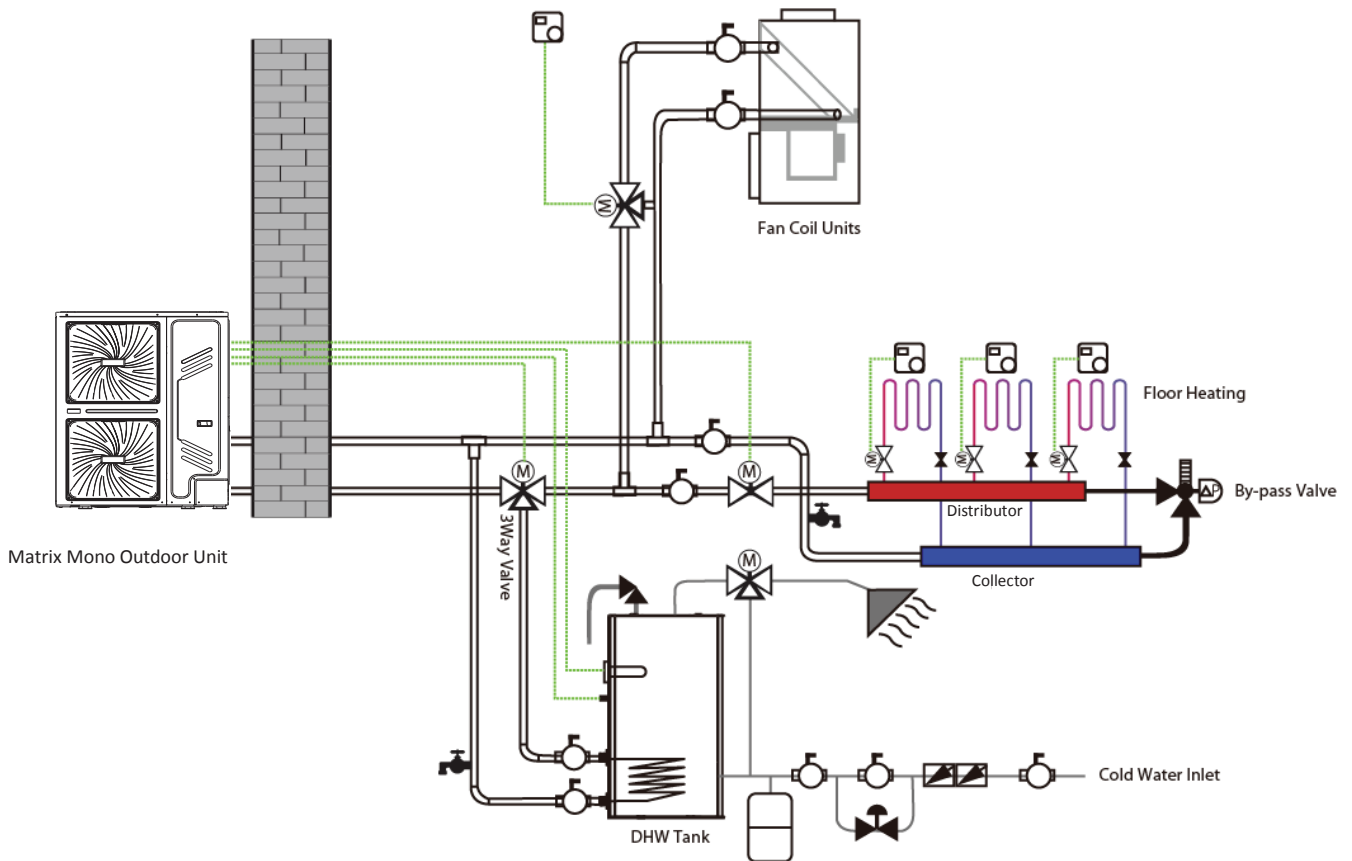 M
Fan Coil Units
Floor Heating
M
M
M
M
M
Distributor
ΔP
By-pass Valve
Matrix Mono Outdoor Unit
3Way Valve
M
Collector
Cold Water Inlet
DHW Tank